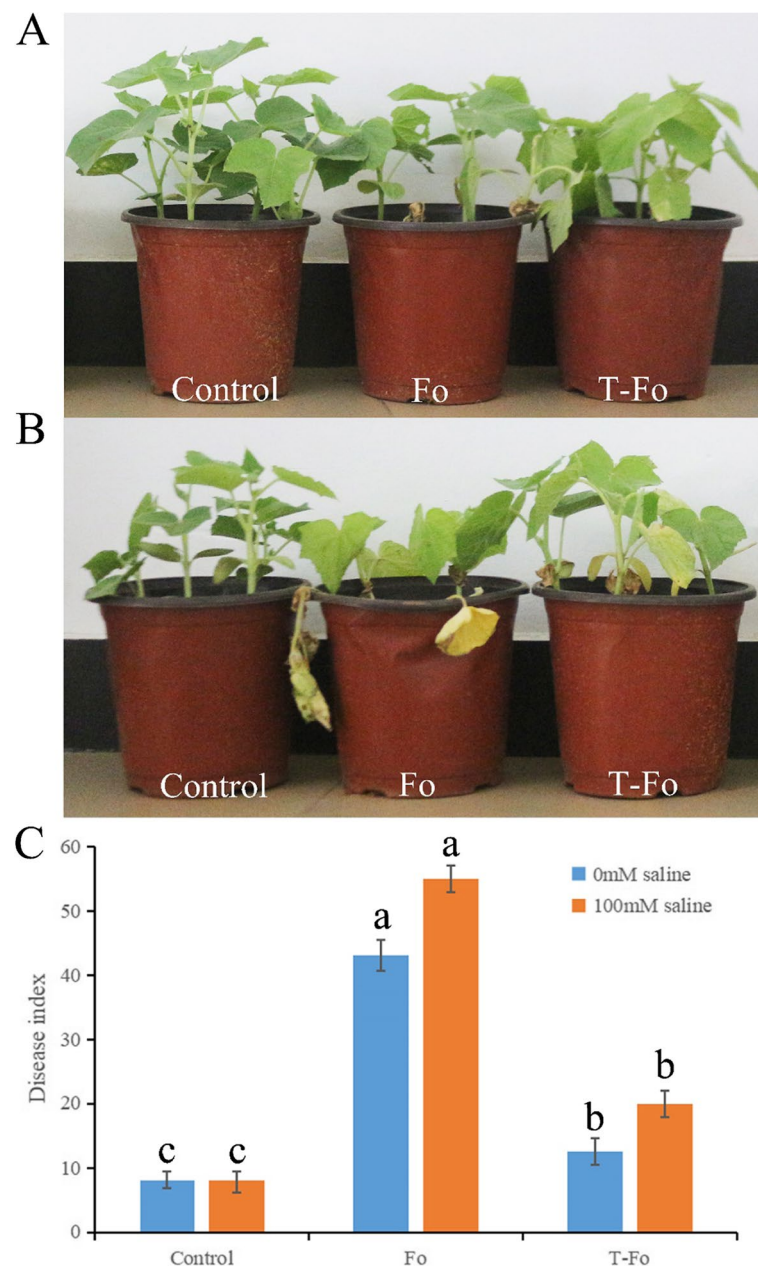 A
Control Fo T-Fo
B
Control Fo T-Fo
C
60
50
40
30
20
10
0
Disease index
0mM saline
100mM saline
c c a a b b
Control Fo T-Fo